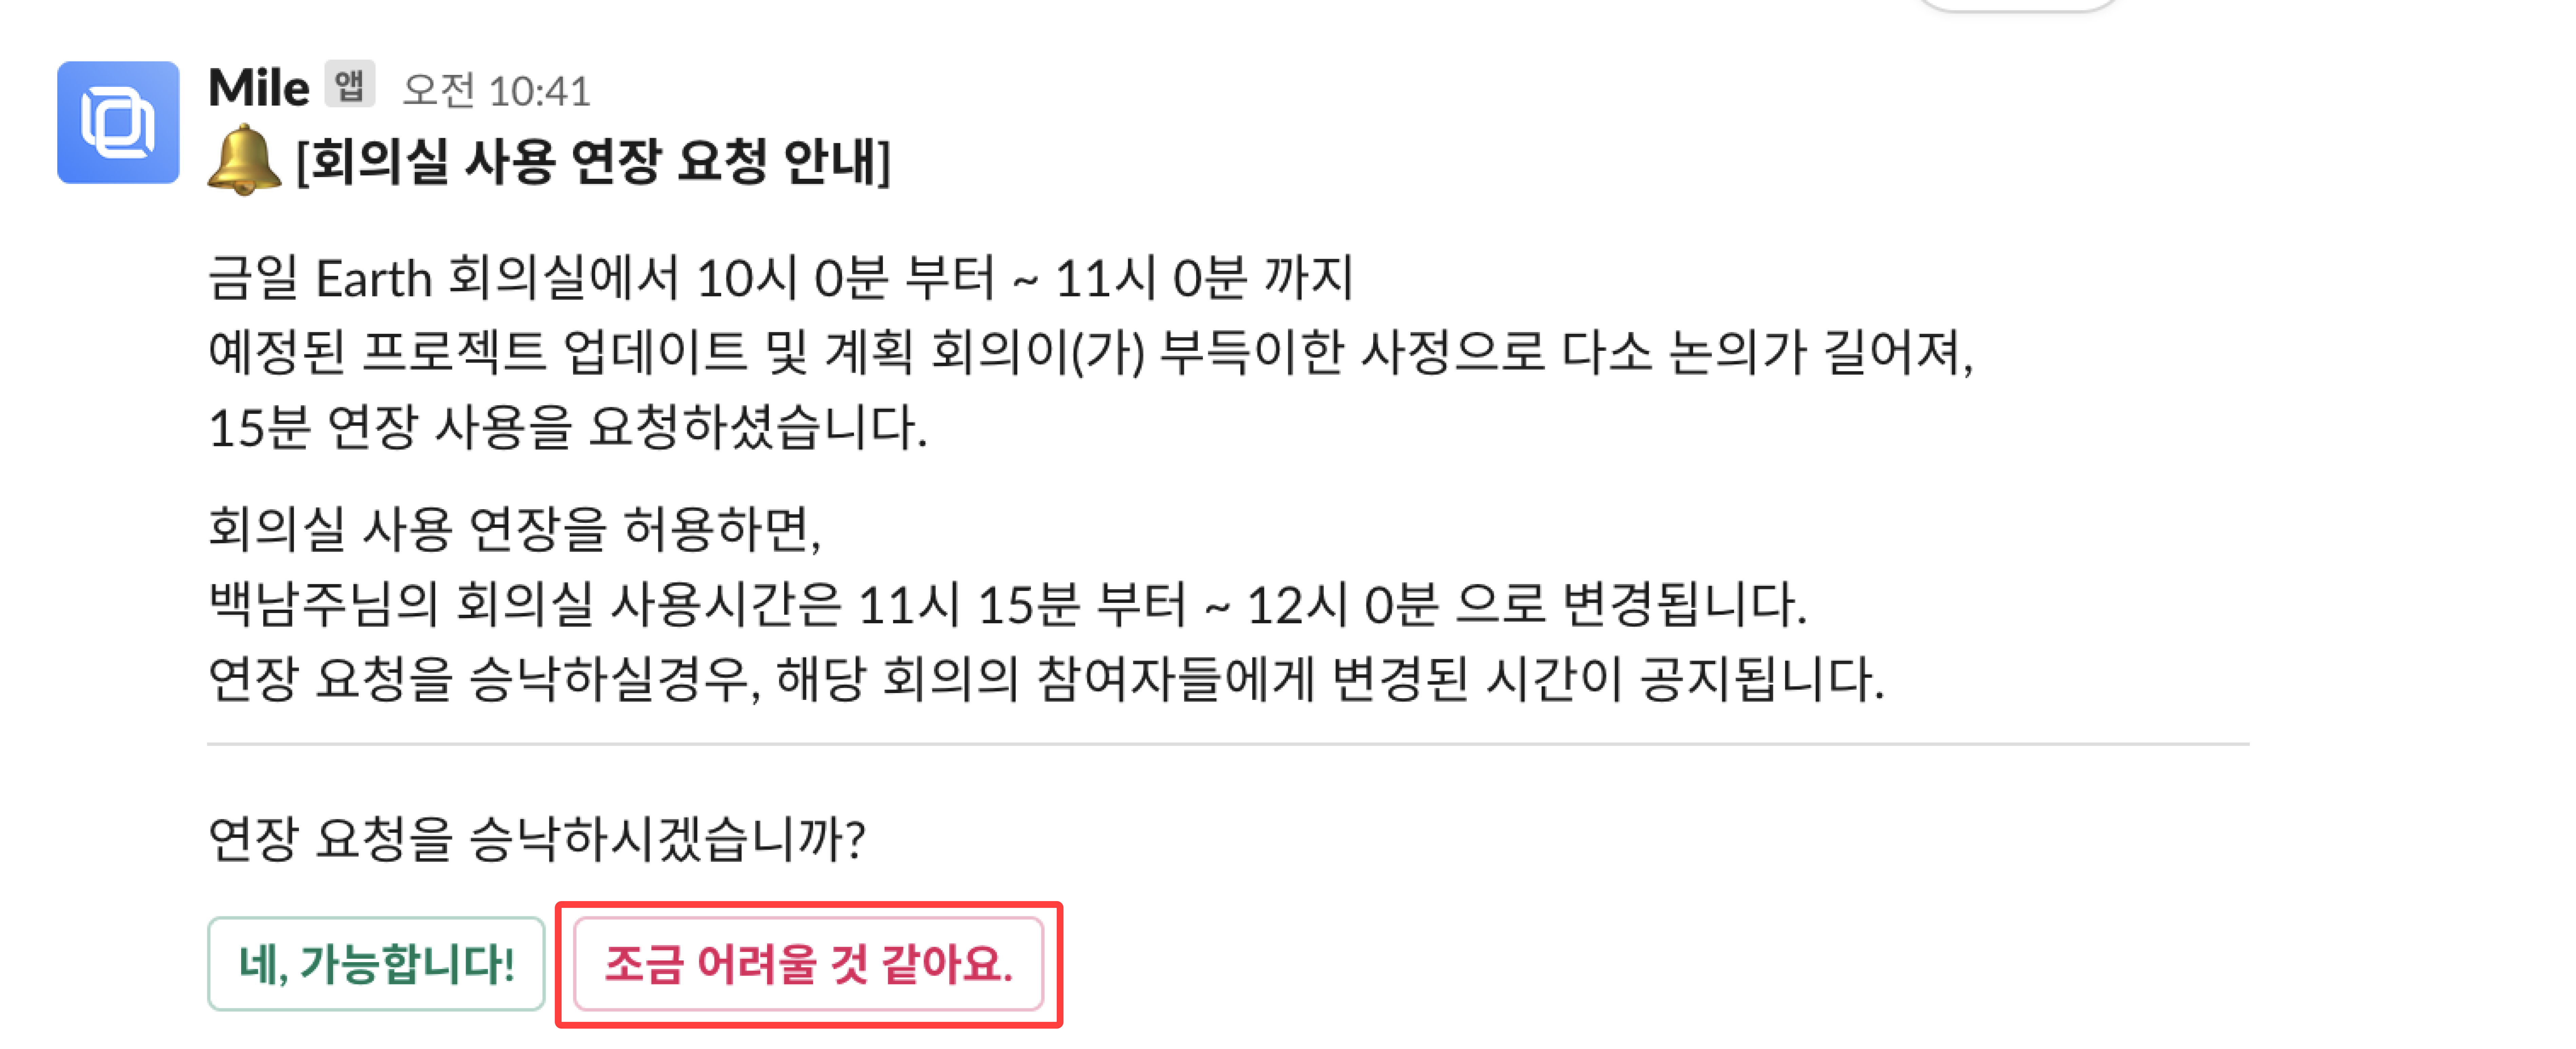 Mile 앱 오전 10:41
[회의실 사용 연장 요청 안내]
금일 Earth 회의실에서 10시 0분 부터 ~ 11시 0분 까지
예정된 프로젝트 업데이트 및 계획 회의이(가) 부득이한 사정으로 다소 논의가 길어져,
15분 연장 사용을 요청하셨습니다.
회의실 사용 연장을 허용하면,
백남주님의 회의실 사용시간은 11시 15분 부터 ~ 12시 0분 으로 변경됩니다.
연장 요청을 승낙하실경우, 해당 회의의 참여자들에게 변경된 시간이 공지됩니다.
연장 요청을 승낙하시겠습니까?
네, 가능합니다! 조금 어려울 것 같아요.